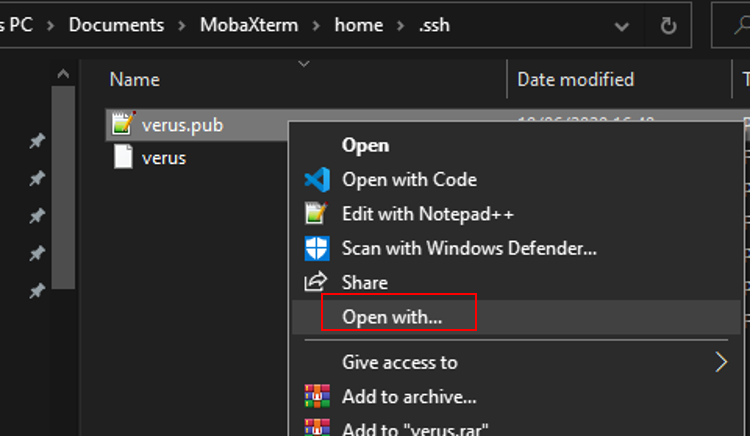 s PC > Documents > MobaXterm > home > .ssh
Name Date modified
verus.pub
verus
Open
Open with Code
Edit with Notepad++
Scan with Windows Defender...
Share
Open with...
Give access to
Add to archive...
Add to "verus.rar"